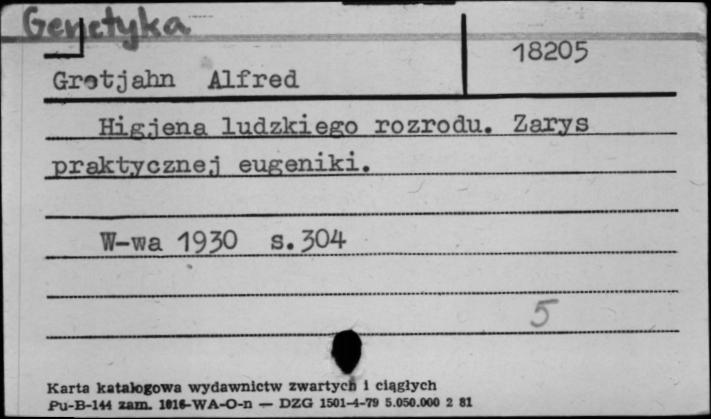 Genetyka
18205
Grotjahn Alfred
Higjena ludzkiego rozrodu. Zarys
praktycznej eugeniki.
W-wa 1930 s.304
5
Karta katalogowa wydawnictw zwartych i ciągłych
Pu-B-144 zam. 1016-WA-O-n — DZG 1501-4-79 5.050.000 2 81